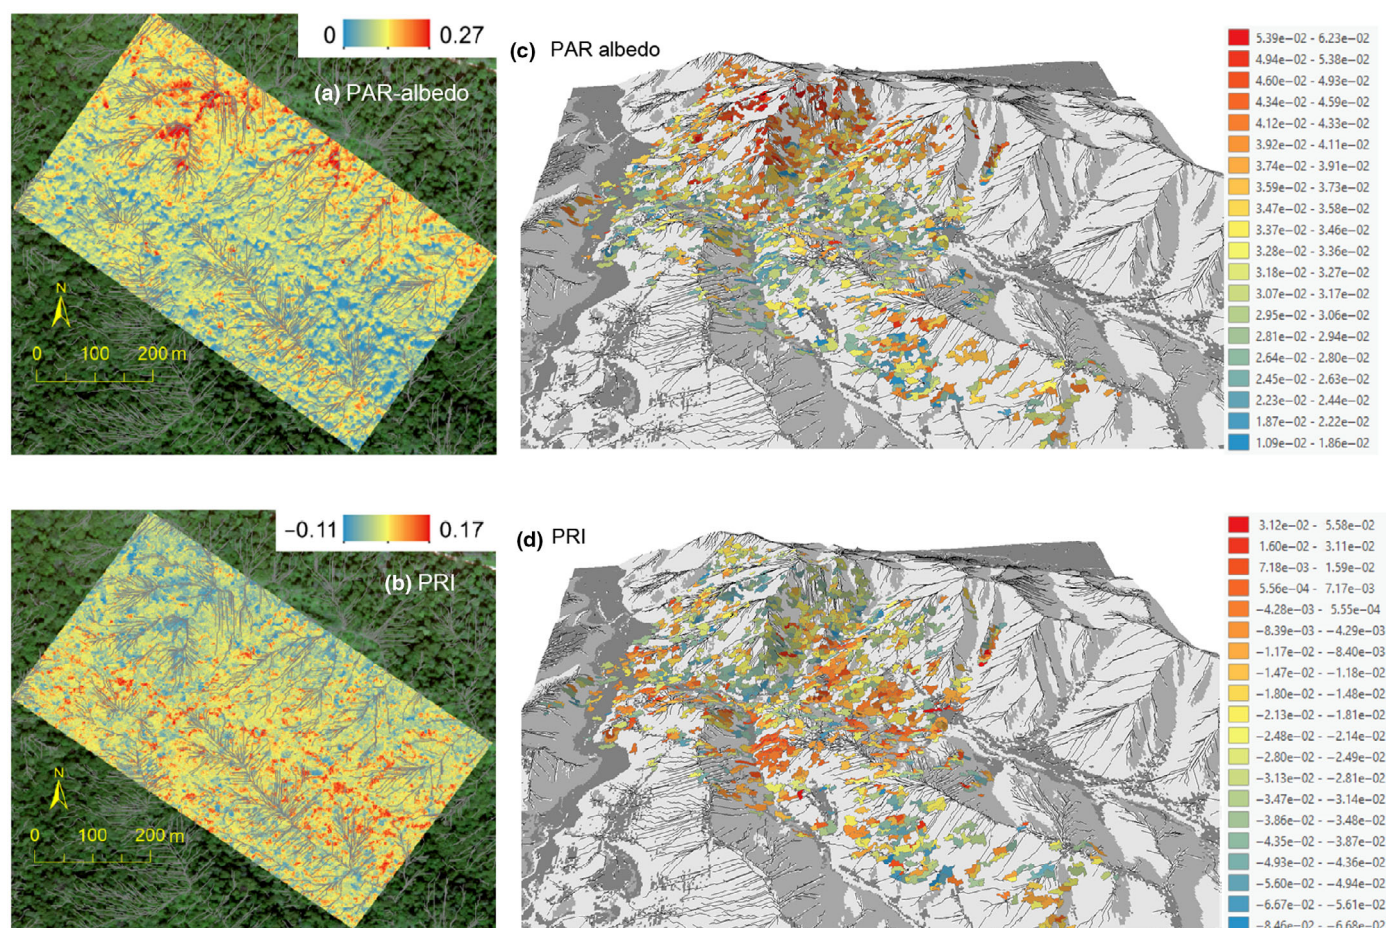 0 0.27
(a) PAR-albedo
N
0 100 200 m
(c) PAR albedo
5.39e−02 - 6.23e−02
4.94e−02 - 5.38e−02
4.60e−02 - 4.93e−02
4.34e−02 - 4.59e−02
4.12e−02 - 4.33e−02
3.92e−02 - 4.11e−02
3.74e−02 - 3.91e−02
3.59e−02 - 3.73e−02
3.47e−02 - 3.58e−02
3.37e−02 - 3.46e−02
3.28e−02 - 3.36e−02
3.18e−02 - 3.27e−02
3.07e−02 - 3.17e−02
2.95e−02 - 3.06e−02
2.81e−02 - 2.94e−02
2.64e−02 - 2.80e−02
2.45e−02 - 2.63e−02
2.23e−02 - 2.44e−02
1.87e−02 - 2.22e−02
1.09e−02 - 1.86e−02
−0.11 0.17
(b) PRI
N
0 100 200 m
(d) PRI
3.12e−02 - 5.58e−02
1.60e−02 - 3.11e−02
7.18e−03 - 1.59e−02
5.56e−04 - 7.17e−03
−4.28e−03 - 5.55e−04
−8.39e−03 - −4.29e−03
−1.17e−02 - −8.40e−03
−1.47e−02 - −1.18e−02
−1.80e−02 - −1.48e−02
−2.13e−02 - −1.81e−02
−2.48e−02 - −2.14e−02
−2.80e−02 - −2.49e−02
−3.13e−02 - −2.81e−02
−3.47e−02 - −3.14e−02
−3.86e−02 - −3.48e−02
−4.35e−02 - −3.87e−02
−4.93e−02 - −4.36e−02
−5.60e−02 - −4.94e−02
−6.67e−02 - −5.61e−02
−8.46e−02 - −6.68e−02